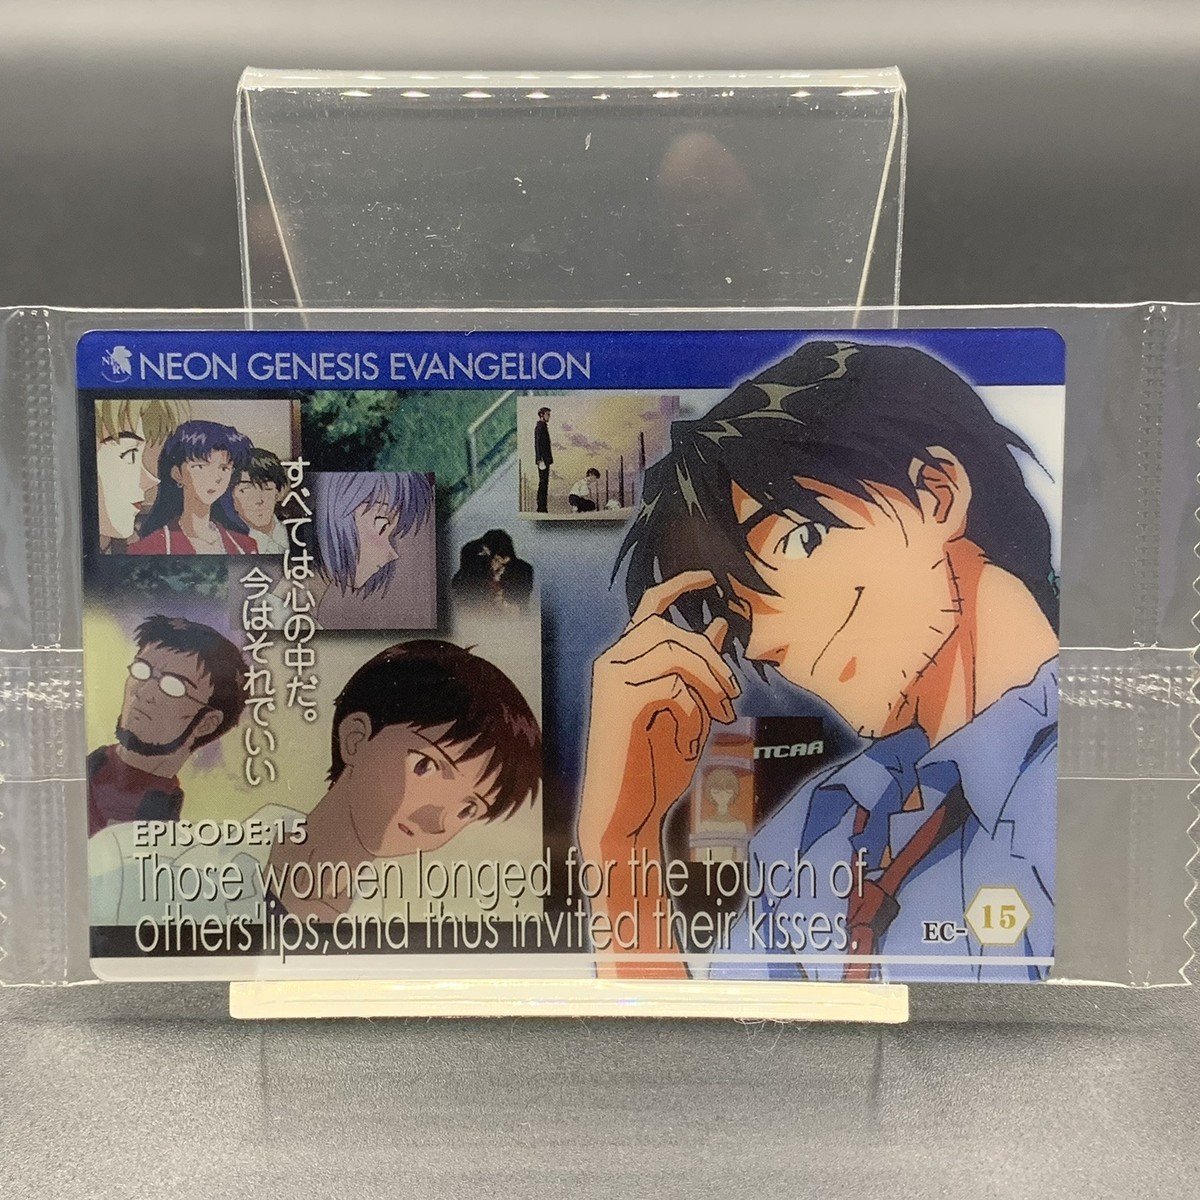 NEON GENESIS EVANGELION
すべては心の中だ。
今はそれでいい
TTCAA
EPISODE:15
Those women longed for the touch of
others'lips,and thus invited their kisses.
EC-15